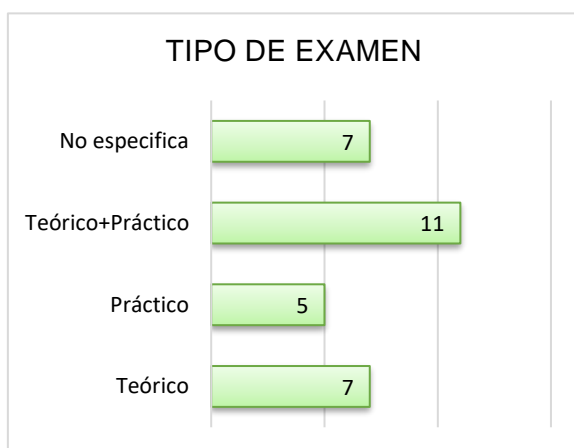 TIPO DE EXAMEN
No especifica 7
Teórico+Práctico 11
Práctico 5
Teórico 7